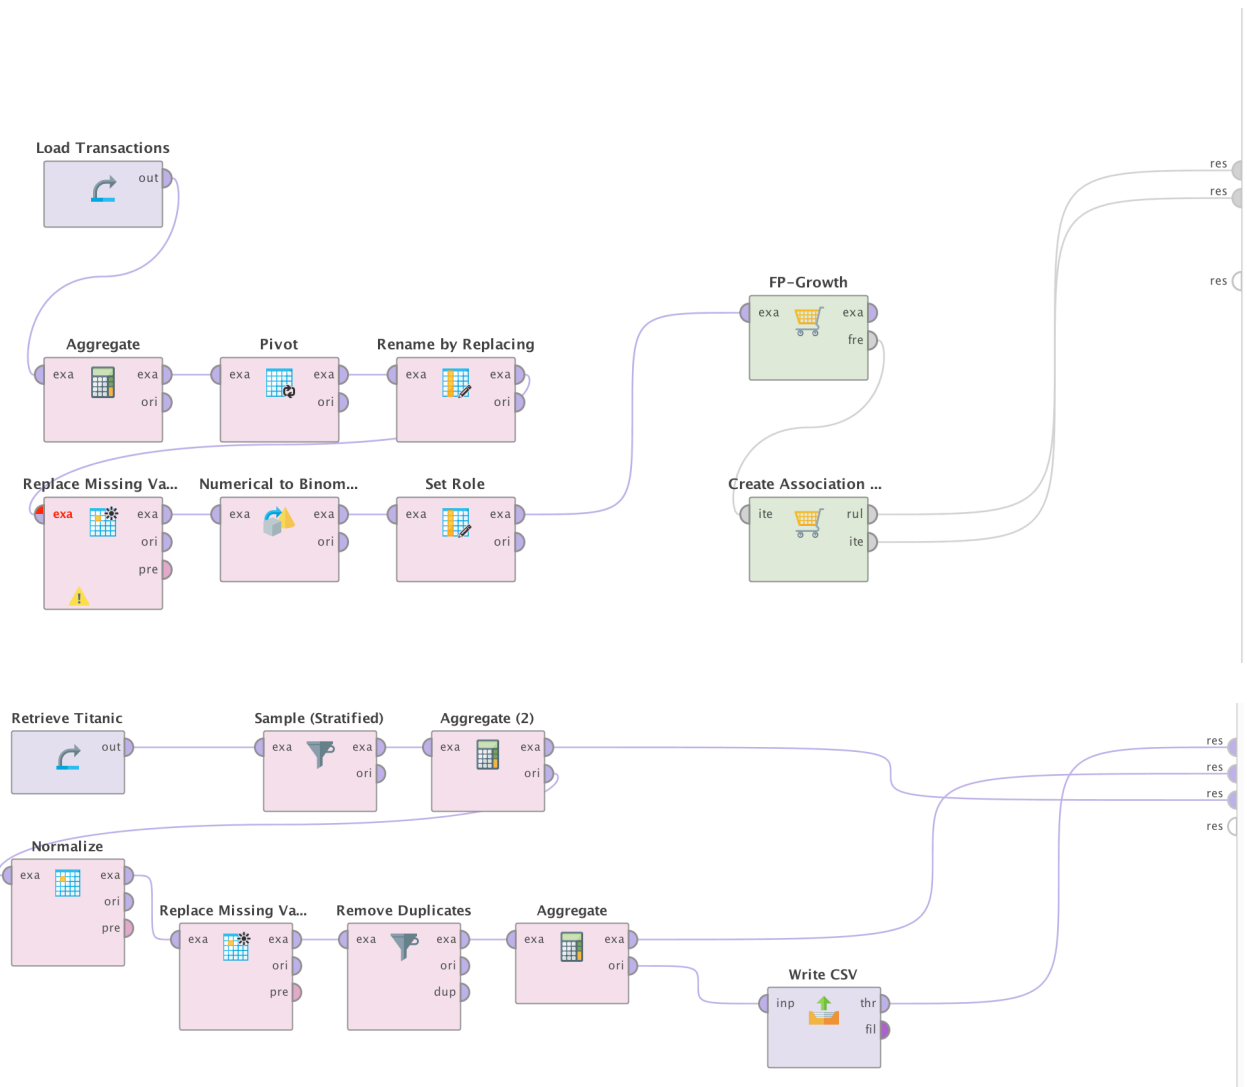 Load Transactions
out
res
res
res
FP-Growth
exa exa
fre
Aggregate
exa exa
ori
Pivot
exa exa
ori
Rename by Replacing
exa exa
ori
Replace Missing Va...
exa exa
ori
pre
Numerical to Binom...
exa exa
ori
Set Role
exa exa
ori
Create Association ...
ite rul
ite
Retrieve Titanic
out
Sample (Stratified)
exa exa
ori
Aggregate (2)
exa exa
ori
res
res
res
res
Normalize
exa exa
ori
pre
Replace Missing Va...
exa exa
ori
pre
Remove Duplicates
exa exa
ori
dup
Aggregate
exa exa
ori
Write CSV
inp thr
fil